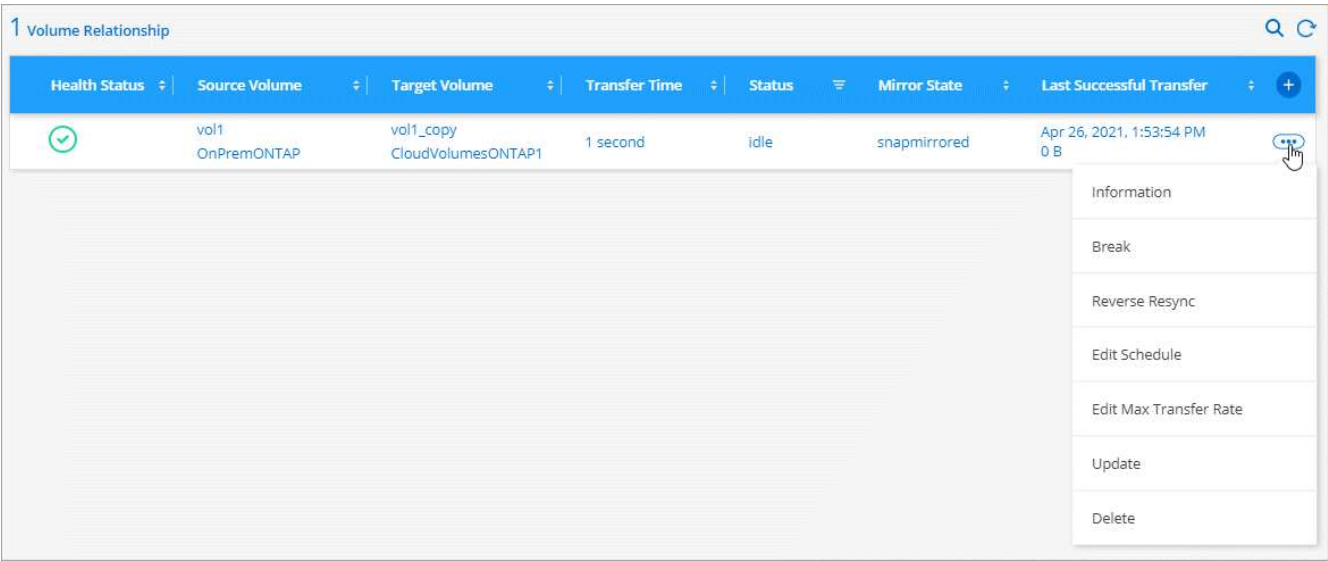 1 Volume Relationship
Health Status Source Volume Target Volume Transfer Time Status Mirror State Last Successful Transfer
vol1 vol1_copy 1 second idle snapmirrored Apr 26, 2021, 1:53:54 PM
OnPremONTAP CloudVolumesONTAP1 0 B
Information
Break
Reverse Resync
Edit Schedule
Edit Max Transfer Rate
Update
Delete